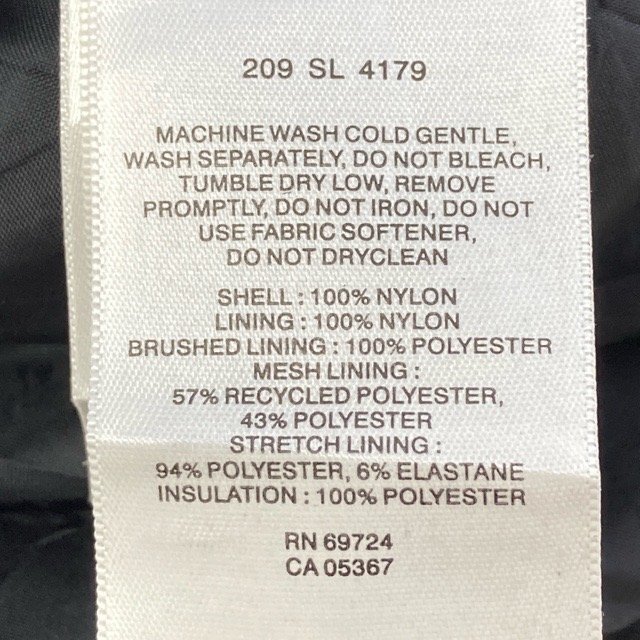 209 SL 4179
MACHINE WASH COLD GENTLE,
WASH SEPARATELY, DO NOT BLEACH,
TUMBLE DRY LOW, REMOVE
PROMPTLY, DO NOT IRON, DO NOT
USE FABRIC SOFTENER,
DO NOT DRYCLEAN
SHELL : 100% NYLON
LINING : 100% NYLON
BRUSHED LINING : 100% POLYESTER
MESH LINING :
57% RECYCLED POLYESTER,
43% POLYESTER
STRETCH LINING :
94% POLYESTER, 6% ELASTANE
INSULATION : 100% POLYESTER
RN 69724
CA 05367